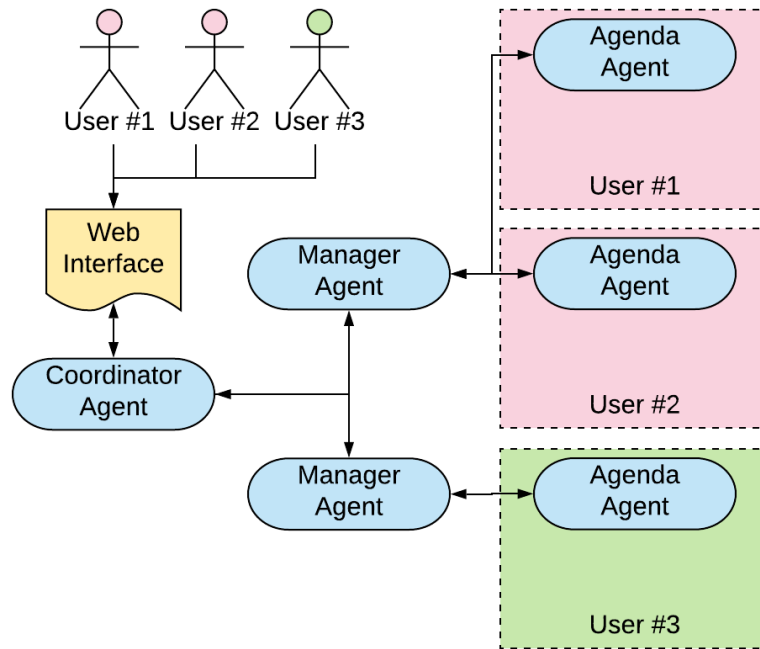 Agenda
Agent
User #1
User #2
User #3
User #1
Web
Interface
Manager
Agent
Agenda
Agent
Coordinator
Agent
User #2
Manager
Agent
Agenda
Agent
User #3